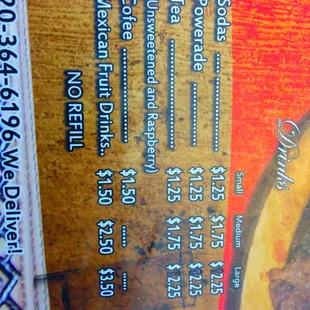 Drinks
Small Medium Large
Sodas ............... $1.25 $1.75 $ 2.25
Powerade ............ $1.25 $1.75 $ 2.25
Tea ................. $1.25 $1.75 $ 2.25
(Unsweetened and Raspberry)
Cofee ............... $1.50 ...... ......
Mexican Fruit Drinks.. $1.50 $2.50 $3.50
NO REFILL
20-364-6196 We Deliver!